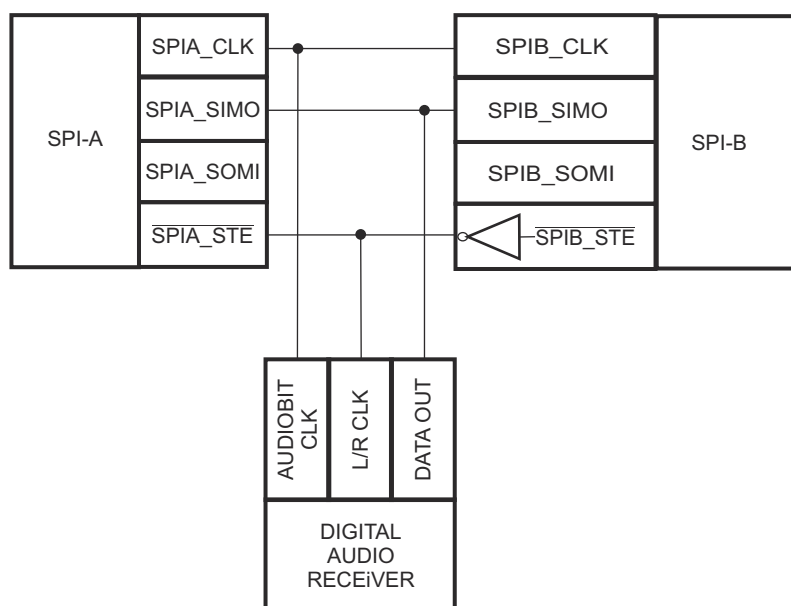 SPI-A
SPIA_CLK
SPIA_SIMO
SPIA_SOMI
SPIA_STE
SPIB_CLK
SPIB_SIMO
SPIB_SOMI
SPIB_STE
SPI-B
AUDIOBIT
CLK
L/R CLK
DATA OUT
DIGITAL
AUDIO
RECEiVER